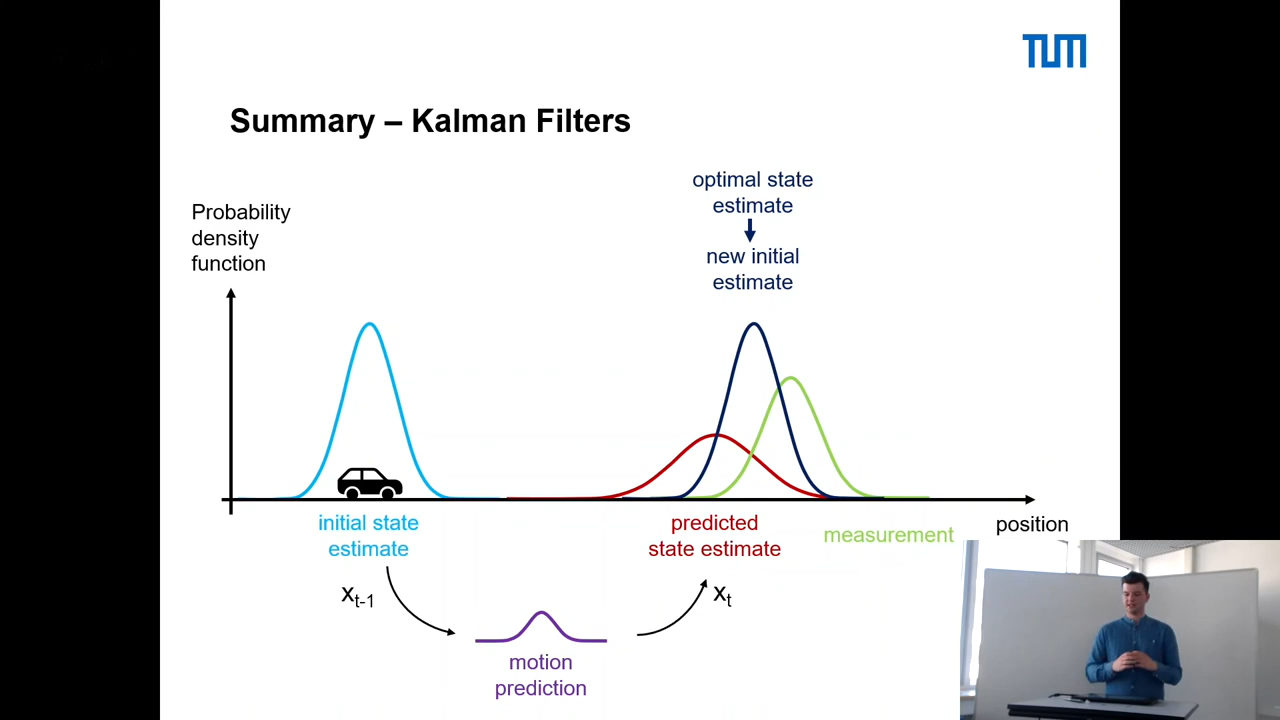 TUM
Summary – Kalman Filters
optimal state
estimate
new initial
estimate
Probability
density
function
initial state
estimate
predicted
state estimate
measurement
position
xt-1
xt
motion
prediction